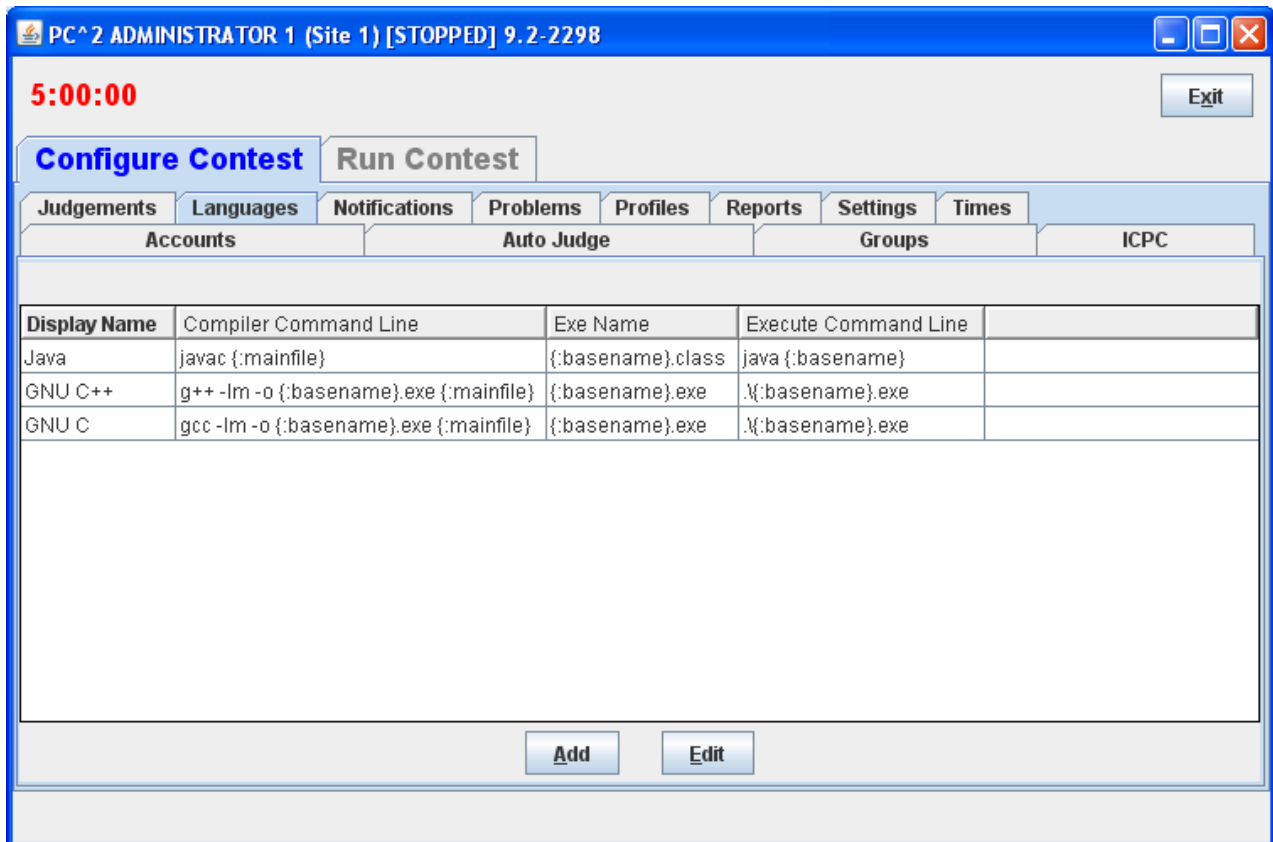 PC^2 ADMINISTRATOR 1 (Site 1) [STOPPED] 9.2-2298
5:00:00 Exit
Configure Contest Run Contest
Judgements Languages Notifications Problems Profiles Reports Settings Times
Accounts Auto Judge Groups ICPC
Display Name Compiler Command Line Exe Name Execute Command Line
Java javac {:mainfile} {:basename}.class java {:basename}
GNU C++ g++ -lm -o {:basename}.exe {:mainfile} {:basename}.exe .\{:basename}.exe
GNU C gcc -lm -o {:basename}.exe {:mainfile} {:basename}.exe .\{:basename}.exe
Add Edit